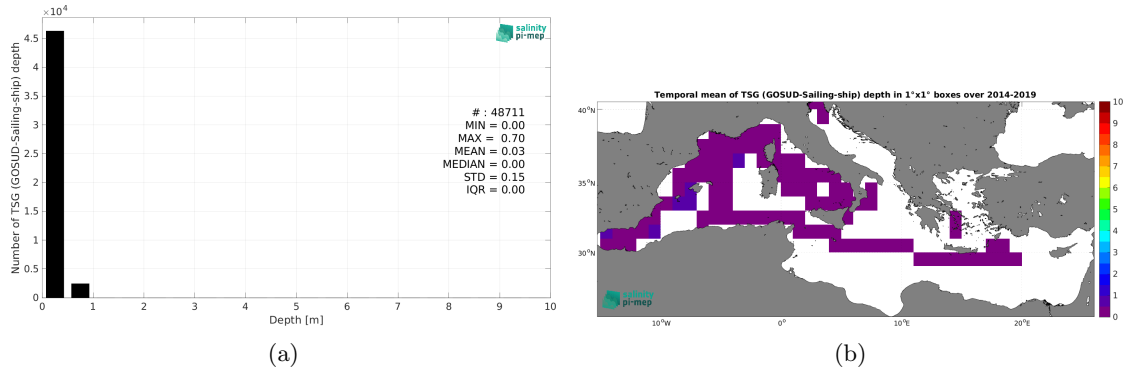 ×10⁴
4.5
4
3.5
3
2.5
2
1.5
1
0.5
0
Number of TSG (GOSUD-Sailing-ship) depth
0 1 2 3 4 5 6 7 8 9 10
Depth [m]
salinity
pi-mep
# : 48711
MIN = 0.00
MAX = 0.70
MEAN = 0.03
MEDIAN = 0.00
STD = 0.15
IQR = 0.00
(a)
Temporal mean of TSG (GOSUD-Sailing-ship) depth in 1°x1° boxes over 2014-2019
40°N
35°N
30°N
10°W 0° 10°E 20°E
salinity
pi-mep
10
9
8
7
6
5
4
3
2
1
0
(b)